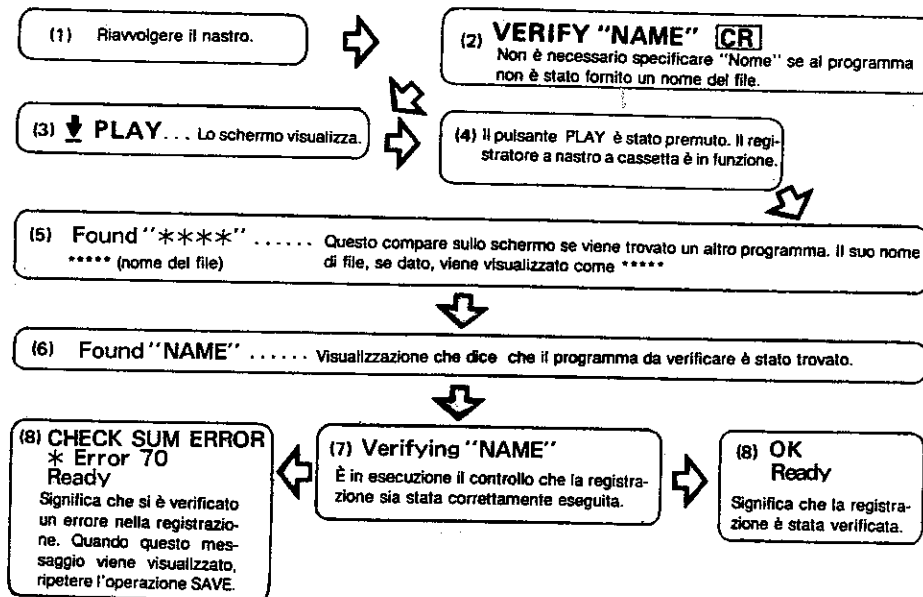 (1) Riavvolgere il nastro.
(2) VERIFY "NAME" CR
Non è necessario specificare "Nome" se al programma
non è stato fornito un nome del file.
(3) PLAY... Lo schermo visualizza.
(4) Il pulsante PLAY è stato premuto. Il regi-
stratore a nastro a cassetta è in funzione.
(5) Found "****" ...... Questo compare sullo schermo se viene trovato un altro programma. Il suo nome
***** (nome del file) di file, se dato, viene visualizzato come *****
(6) Found "NAME" ...... Visualizzazione che dice che il programma da verificare è stato trovato.
(8) CHECK SUM ERROR
* Error 70
Ready
Significa che si è verificato
un errore nella registrazio-
ne. Quando questo mes-
saggio viene visualizzato,
ripetere l'operazione SAVE.
(7) Verifying "NAME"
È in esecuzione il controllo che la registra-
zione sia stata correttamente eseguita.
(8) OK
Ready
Significa che la registra-
zione è stata verificata.